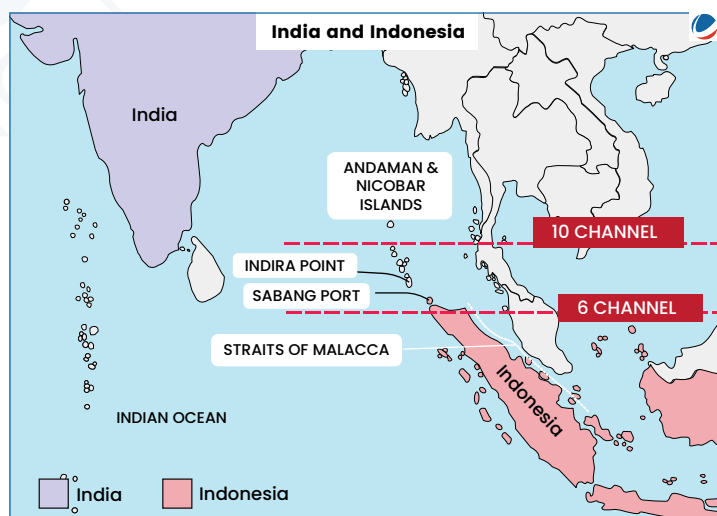 India and Indonesia
India
ANDAMAN &
NICOBAR
ISLANDS
10 CHANNEL
INDIRA POINT
SABANG PORT
6 CHANNEL
STRAITS OF MALACCA
Indonesia
INDIAN OCEAN
India
Indonesia